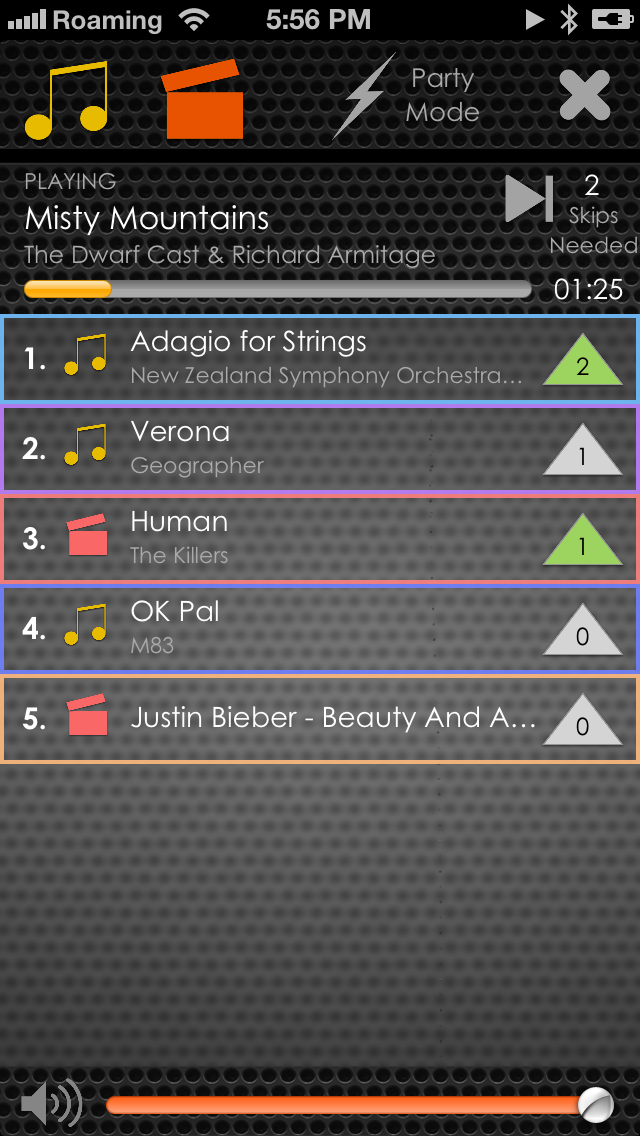 Roaming 5:56 PM
Party
Mode
PLAYING
Misty Mountains
The Dwarf Cast & Richard Armitage
2
Skips
Needed
01:25
1. Adagio for Strings
New Zealand Symphony Orchestra... 2
2. Verona
Geographer 1
3. Human
The Killers 1
4. OK Pal
M83 0
5. Justin Bieber - Beauty And A... 0